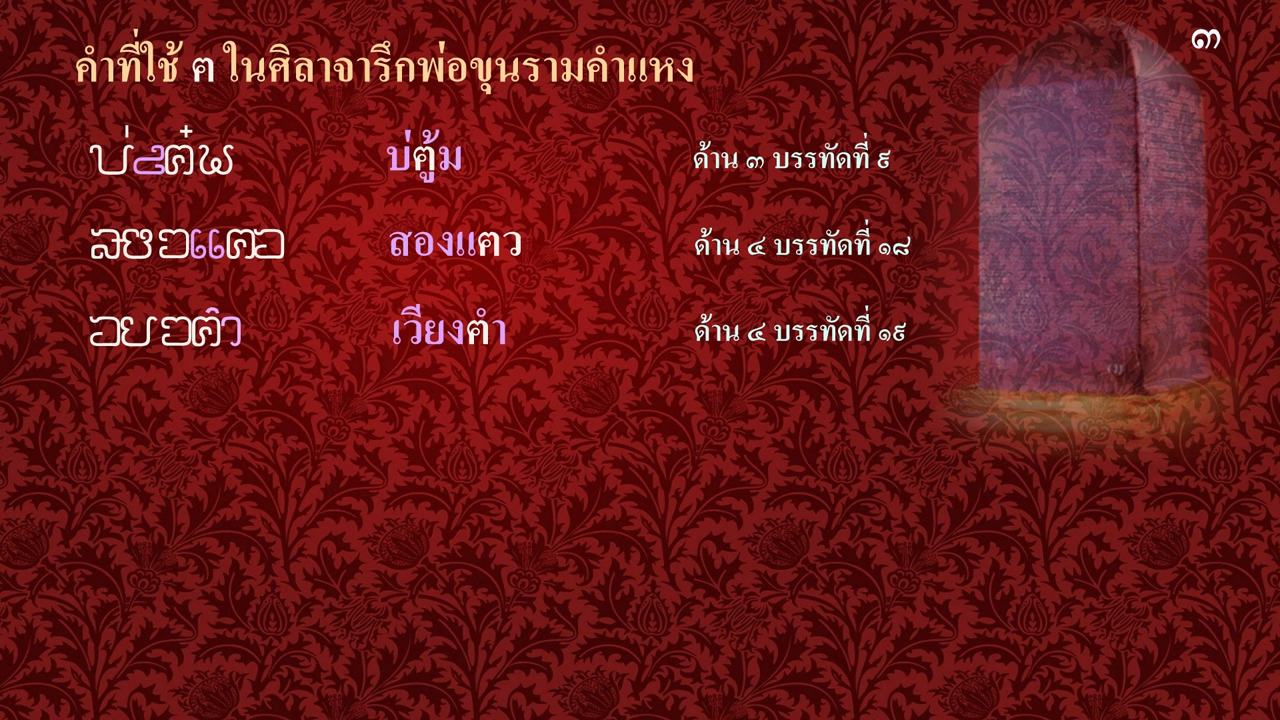 ๓
คำที่ใช้ ฅ ในศิลาจารึกพ่อขุนรามคำแหง
บ่ฅู้ม ด้าน ๓ บรรทัดที่ ๙
สองแฅว ด้าน ๔ บรรทัดที่ ๑๘
เวียงฅำ ด้าน ๔ บรรทัดที่ ๑๙